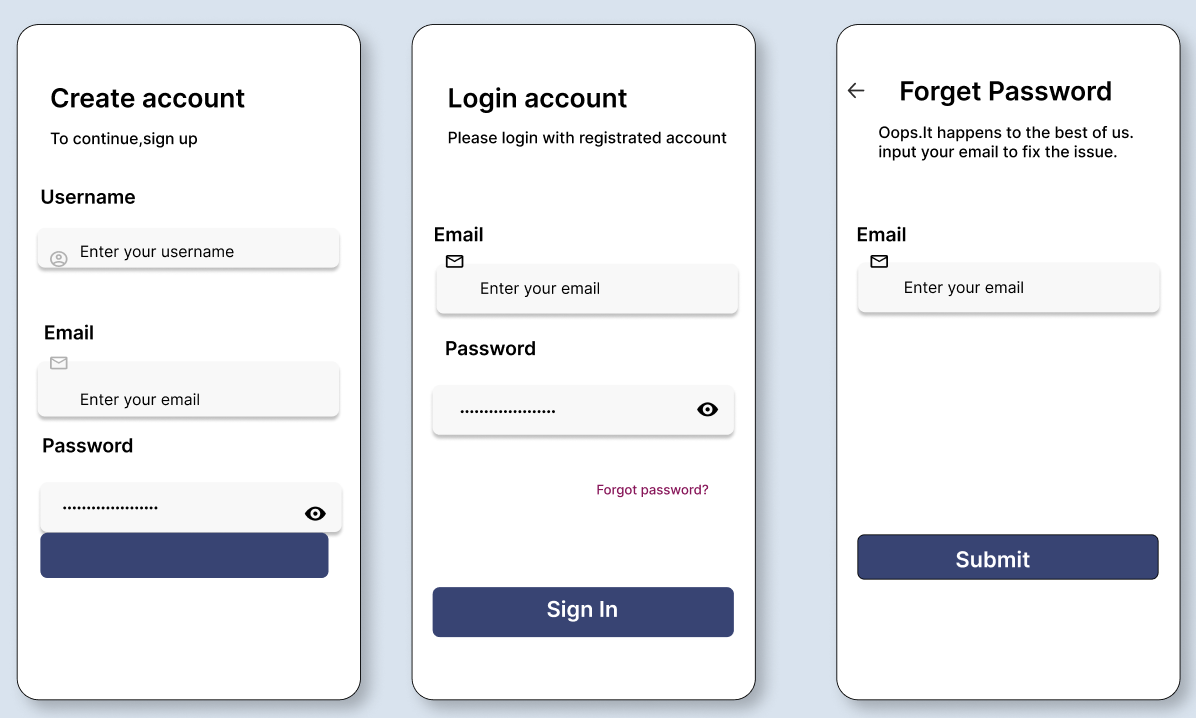 Create account
To continue,sign up
Username
Enter your username
Email
Enter your email
Password
....................
Login account
Please login with registrated account
Email
Enter your email
Password
....................
Forgot password?
Sign In
Forget Password
Oops.It happens to the best of us.
input your email to fix the issue.
Email
Enter your email
Submit